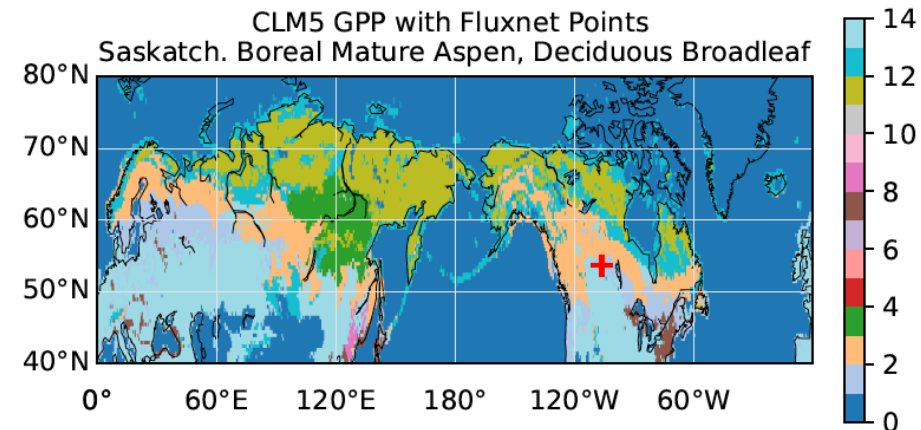 CLM5 GPP with Fluxnet Points
Saskatch. Boreal Mature Aspen, Deciduous Broadleaf
80°N
70°N
60°N
50°N
40°N
0° 60°E 120°E 180° 120°W 60°W
14
12
10
8
6
4
2
0